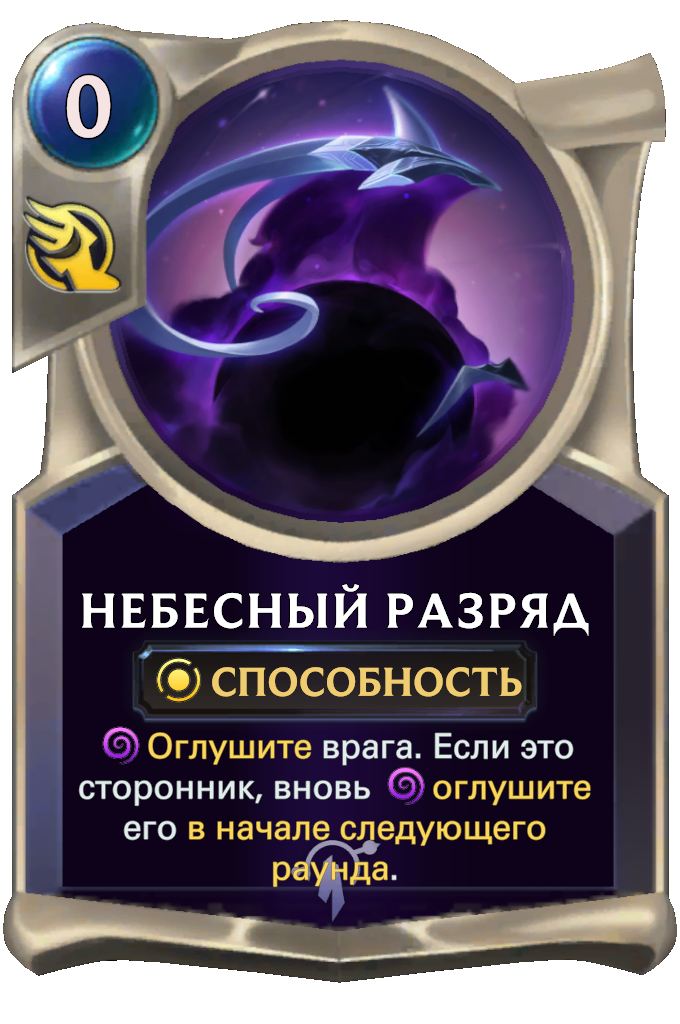 0
НЕБЕСНЫЙ РАЗРЯД
СПОСОБНОСТЬ
Оглушите врага. Если это
сторонник, вновь оглушите
его в начале следующего
раунда.